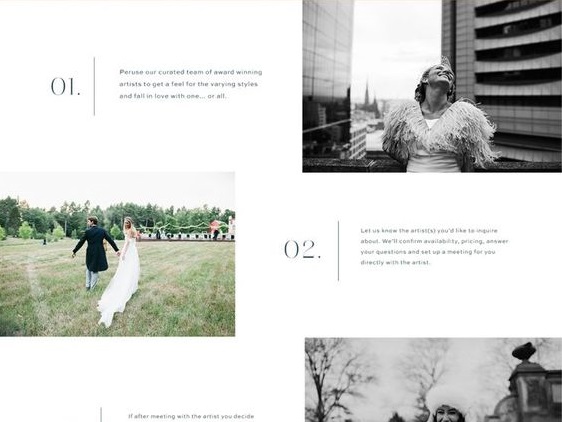 01.
Peruse our curated team of award winning
artists to get a feel for the varying styles
and fall in love with one... or all.
02.
Let us know the artist(s) you'd like to inquire
about. We'll confirm availability, pricing, answer
your questions and set up a meeting for you
directly with the artist.
If after meeting with the artist you decide